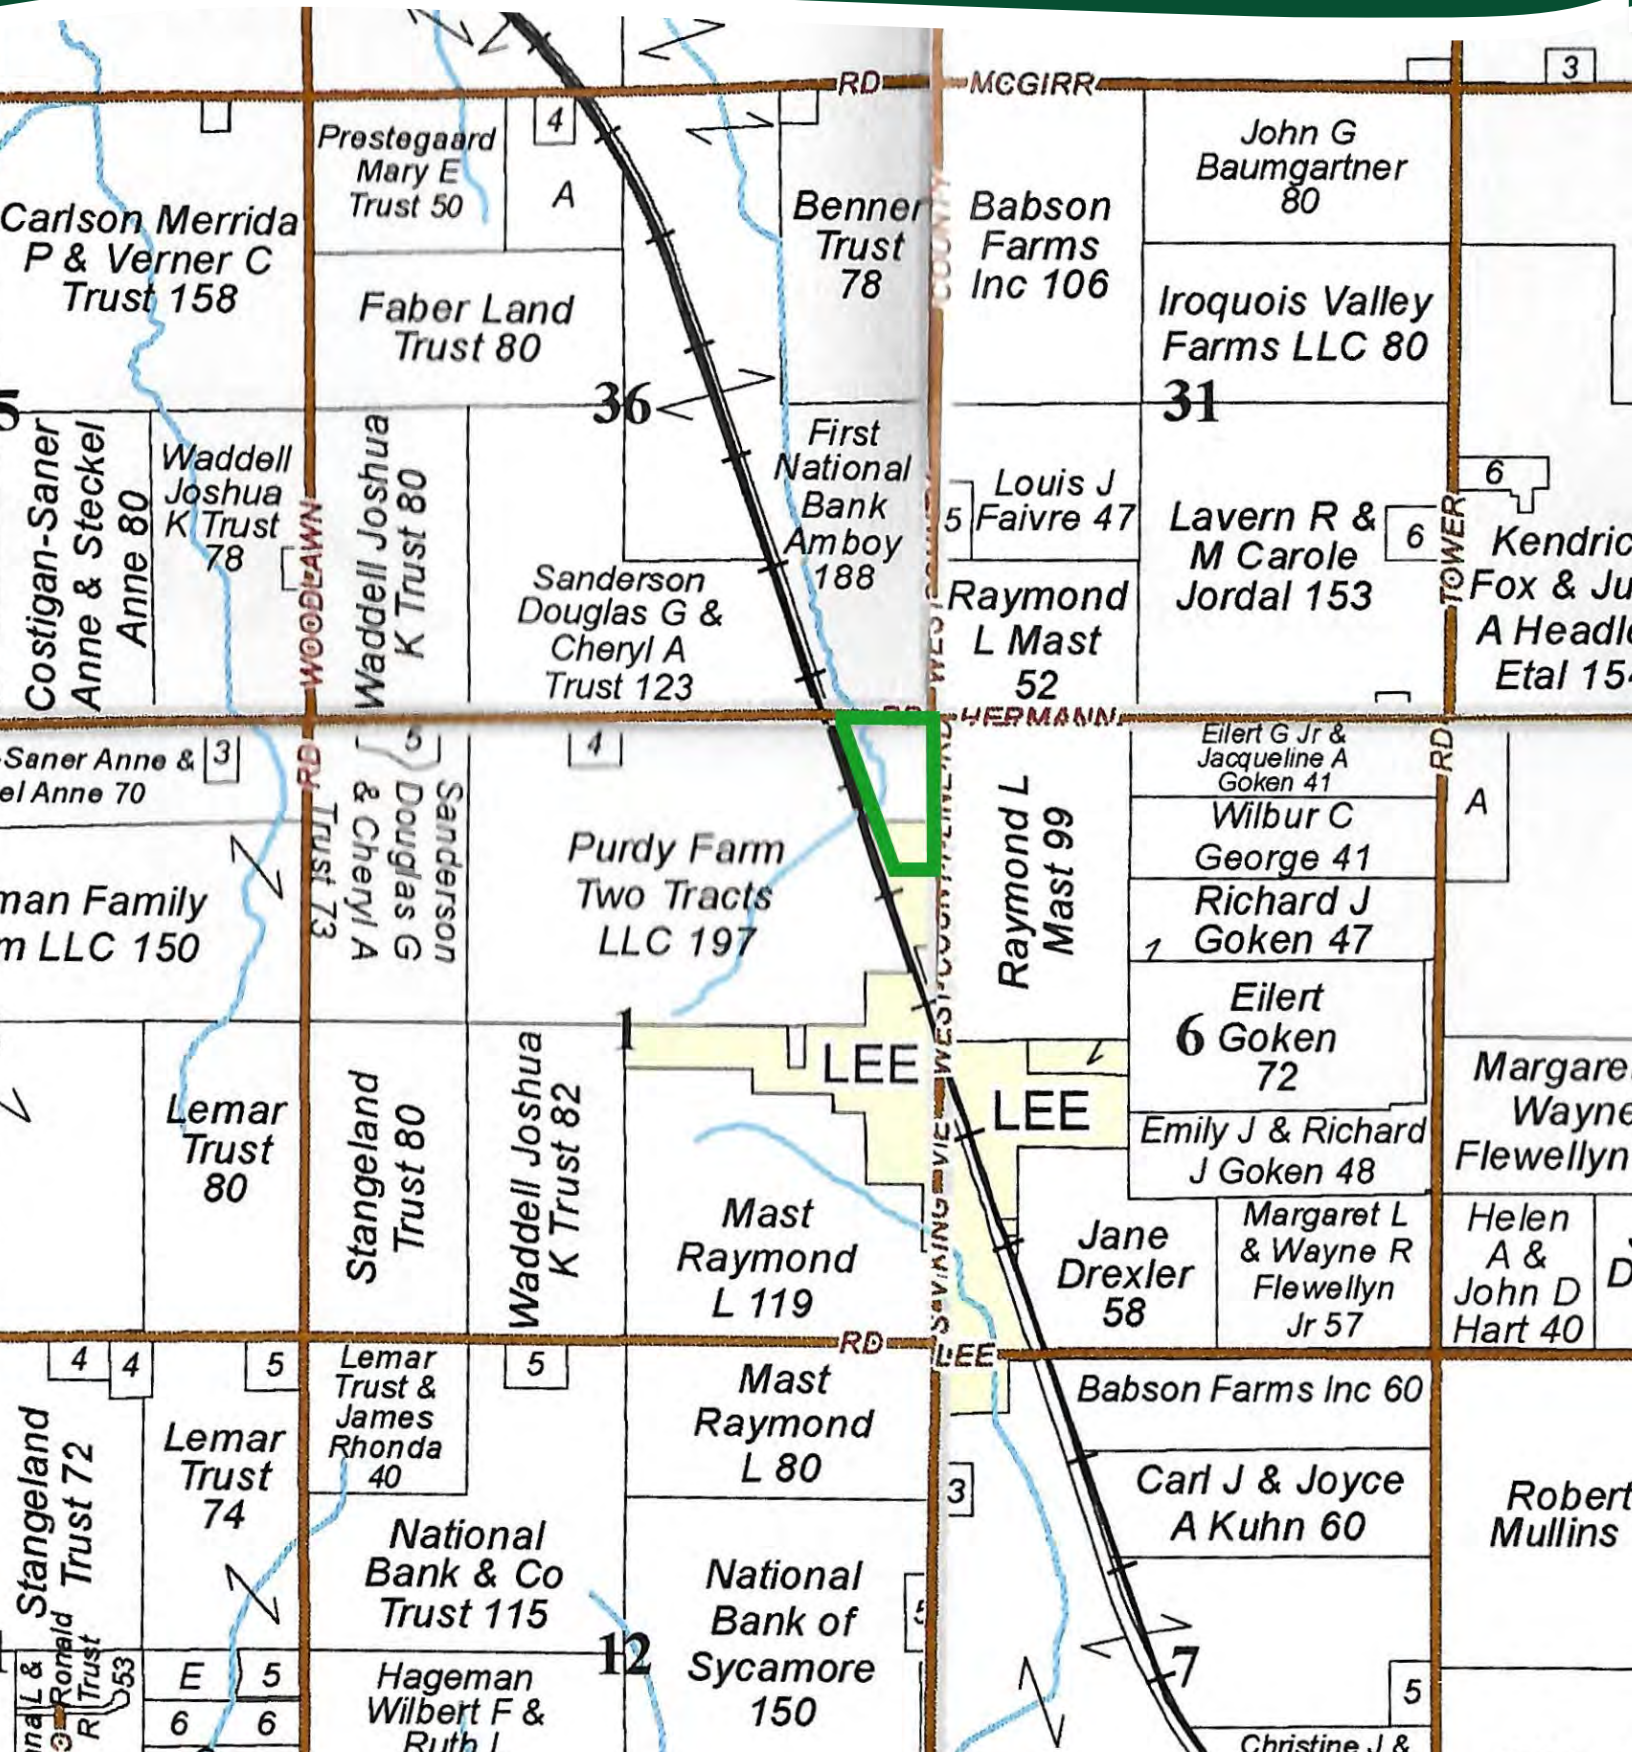 RD
MCGIRR
3
Prestegaard
Mary E
Trust 50
4
A
Carlson Merrida
P & Verner C
Trust 158
Faber Land
Trust 80
Benner
Trust
78
COUNTY
Babson
Farms
Inc 106
John G
Baumgartner
80
Iroquois Valley
Farms LLC 80
36
31
Costigan-Saner
Anne & Steckel
Anne 80
Waddell
Joshua
K Trust
78
WOODLAWN
RD
Waddell Joshua
K Trust 80
Sanderson
Douglas G &
Cheryl A
Trust 123
First
National
Bank
Amboy
188
WEST
5
Louis J
Faivre 47
Raymond
L Mast
52
Lavern R &
M Carole
Jordal 153
6
TOWER
RD
6
Kendric
Fox & Ju
A Headle
Etal 154
HERMANN
-Saner Anne &
el Anne 70
3
5
Sanderson
Douglas G
& Cheryl A
Trust 73
4
Purdy Farm
Two Tracts
LLC 197
Raymond L
Mast 99
Eilert G Jr &
Jacqueline A
Goken 41
Wilbur C
George 41
Richard J
Goken 47
A
man Family
m LLC 150
1
LEE
LEE
6
Eilert
Goken
72
Emily J & Richard
J Goken 48
Margare
Wayne
Flewellyn
Lemar
Trust
80
Stangeland
Trust 80
Waddell Joshua
K Trust 82
Mast
Raymond
L 119
Jane
Drexler
58
Margaret L
& Wayne R
Flewellyn
Jr 57
Helen
A &
John D
Hart 40
D
RD
LEE
4
4
5
Lemar
Trust &
James
Rhonda
40
5
Mast
Raymond
L 80
Babson Farms Inc 60
Stangeland
Trust 72
Lemar
Trust
74
3
Carl J & Joyce
A Kuhn 60
Robert
Mullins
National
Bank & Co
Trust 115
National
Bank of
Sycamore
150
5
12
7
Ronald
R Trust
53
E
5
6
6
Hageman
Wilbert F &
Ruth L
5
Christine J &